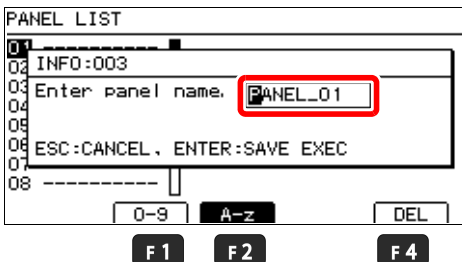 PANEL LIST
01 ----------
02
INFO:003
03
Enter panel name. PANEL_01
04
05
06
ESC:CANCEL, ENTER:SAVE EXEC
07
08 ----------
0-9 A-z DEL
F1 F2 F4